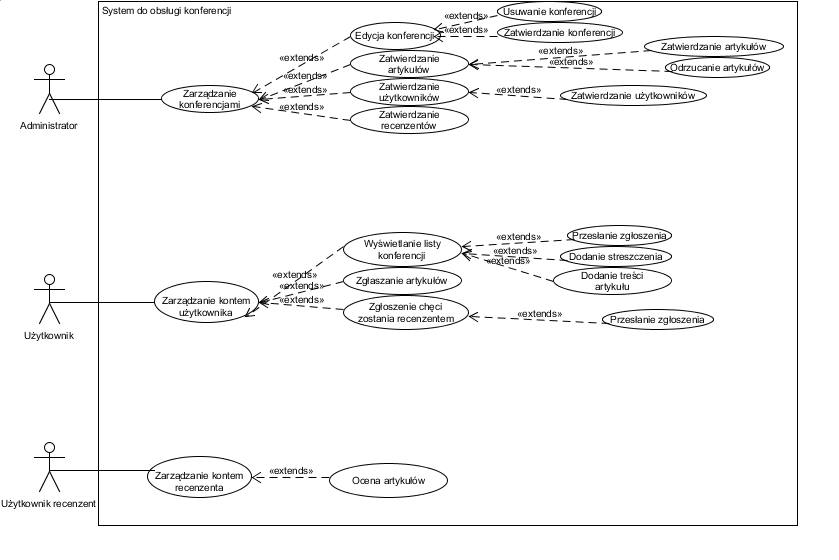 System do obsługi konferencji
«extends»
Usuwanie konferencji
Edycja konferencji
«extends»
Zatwierdzanie konferencji
«extends»
Zatwierdzanie
artykułów
«extends»
Zatwierdzanie artykułów
«extends»
«extends»
Odrzucanie artykułów
Zarządzanie
konferencjami
«extends»
Zatwierdzanie
użytkowników
«extends»
Zatwierdzanie użytkowników
«extends»
Zatwierdzanie
recenzentów
Administrator
Wyświetlanie listy
konferencji
«extends»
Przesłanie zgłoszenia
«extends»
Dodanie streszczenia
«extends»
Dodanie treści
artykułu
«extends»
«extends»
Zgłaszanie artykułów
Zarządzanie kontem
użytkownika
«extends»
Zgłoszenie chęci
zostania recenzentem
«extends»
Przesłanie zgłoszenia
Użytkownik
Zarządzanie kontem
recenzenta
«extends»
Ocena artykułów
Użytkownik recenzent